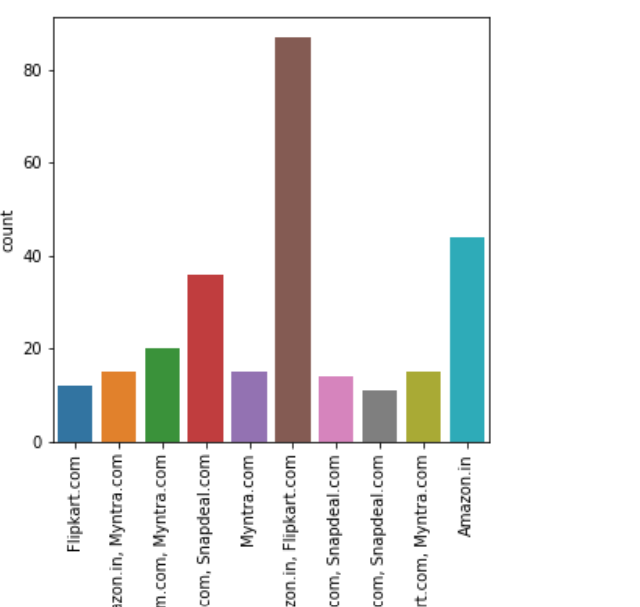 count
80
60
40
20
0
Flipkart.com
zon.in, Myntra.com
m.com, Myntra.com
com, Snapdeal.com
Myntra.com
zon.in, Flipkart.com
com, Snapdeal.com
com, Snapdeal.com
rt.com, Myntra.com
Amazon.in